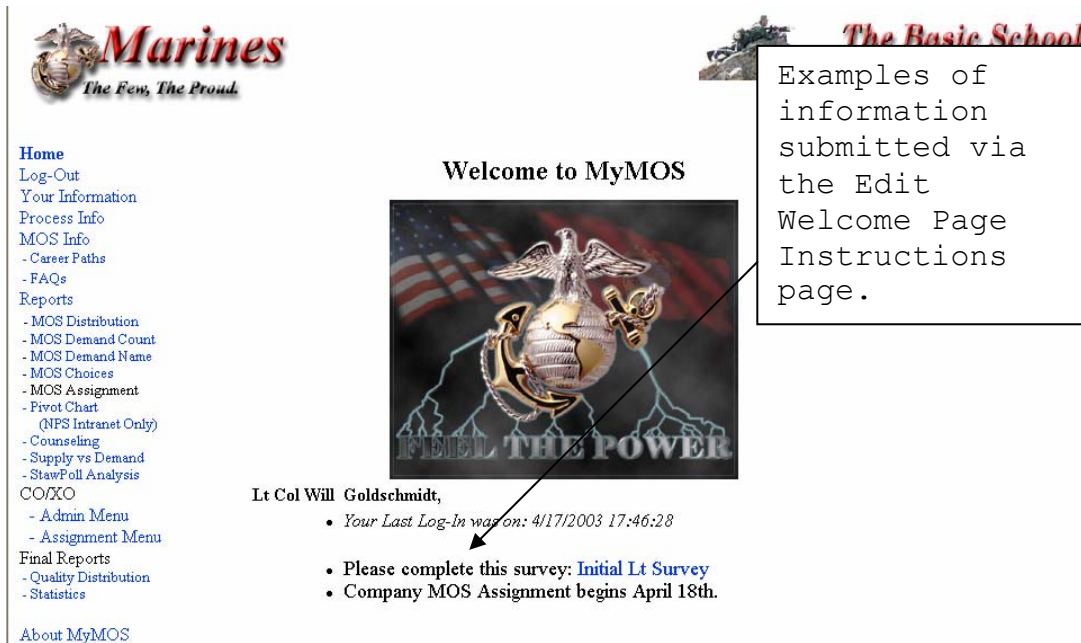 Marines
The Few, The Proud.
The Basic School
Examples of
information
submitted via
the Edit
Welcome Page
Instructions
page.
Home
Log-Out
Your Information
Process Info
MOS Info
- Career Paths
- FAQs
Reports
- MOS Distribution
- MOS Demand Count
- MOS Demand Name
- MOS Choices
- MOS Assignment
- Pivot Chart
(NPS Intranet Only)
- Counseling
- Supply vs Demand
- StawPoll Analysis
CO/XO
- Admin Menu
- Assignment Menu
Final Reports
- Quality Distribution
- Statistics
About MyMOS
Welcome to MyMOS
FEEL THE POWER
Lt Col Will Goldschmidt,
• Your Last Log-In was on: 4/17/2003 17:46:28
• Please complete this survey: Initial Lt Survey
• Company MOS Assignment begins April 18th.